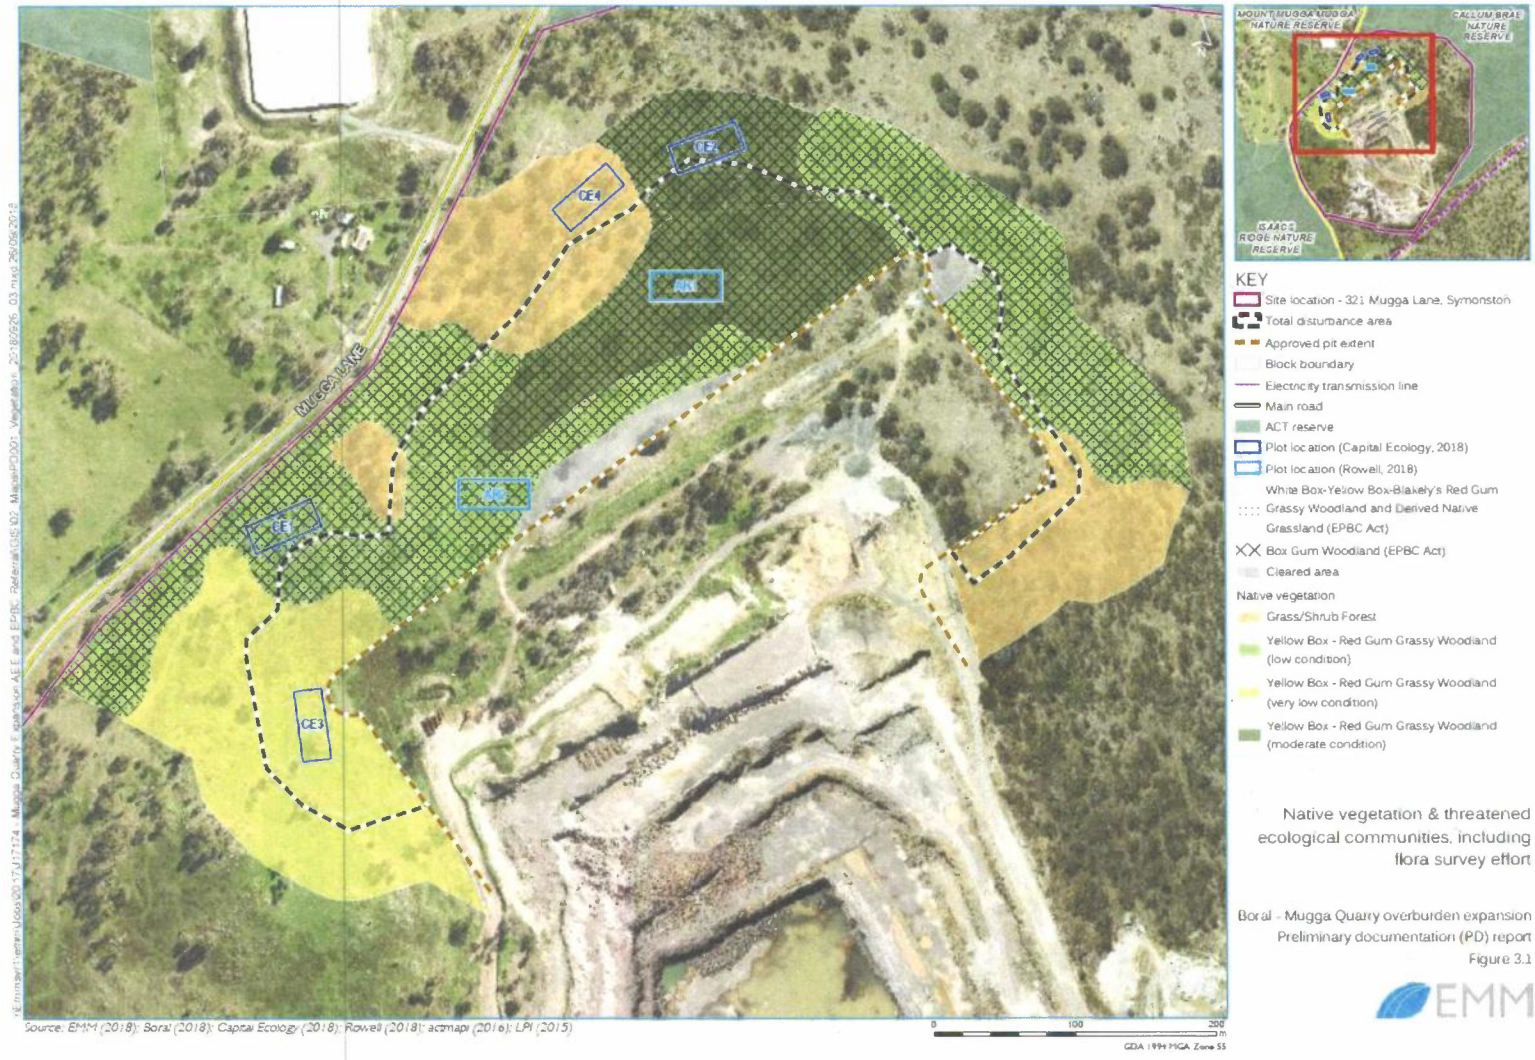 MOUNT MUGGA MUGGA
NATURE RESERVE
CALLUM BRAE
NATURE
RESERVE
ISAACS
RIDGE NATURE
RESERVE
CE2
CE4
AR1
MUGGA LANE
AR2
CE1
CE3
KEY
Site location - 321 Mugga Lane, Symonston
Total disturbance area
Approved pit extent
Block boundary
Electricity transmission line
Main road
ACT reserve
Plot location (Capital Ecology, 2018)
Plot location (Rowell, 2018)
White Box-Yellow Box-Blakely's Red Gum
Grassy Woodland and Derived Native
Grassland (EPBC Act)
Box Gum Woodland (EPBC Act)
Cleared area
Native vegetation
Grass/Shrub Forest
Yellow Box - Red Gum Grassy Woodland
(low condition)
Yellow Box - Red Gum Grassy Woodland
(very low condition)
Yellow Box - Red Gum Grassy Woodland
(moderate condition)
Native vegetation & threatened
ecological communities, including
flora survey effort
Boral - Mugga Quarry overburden expansion
Preliminary documentation (PD) report
Figure 3.1
EMM
Source: EMM (2018); Boral (2018); Capital Ecology (2018); Rowell (2018); actmapi (2016); LPI (2015)
0 100 200
m
GDA 1994 MGA Zone 55